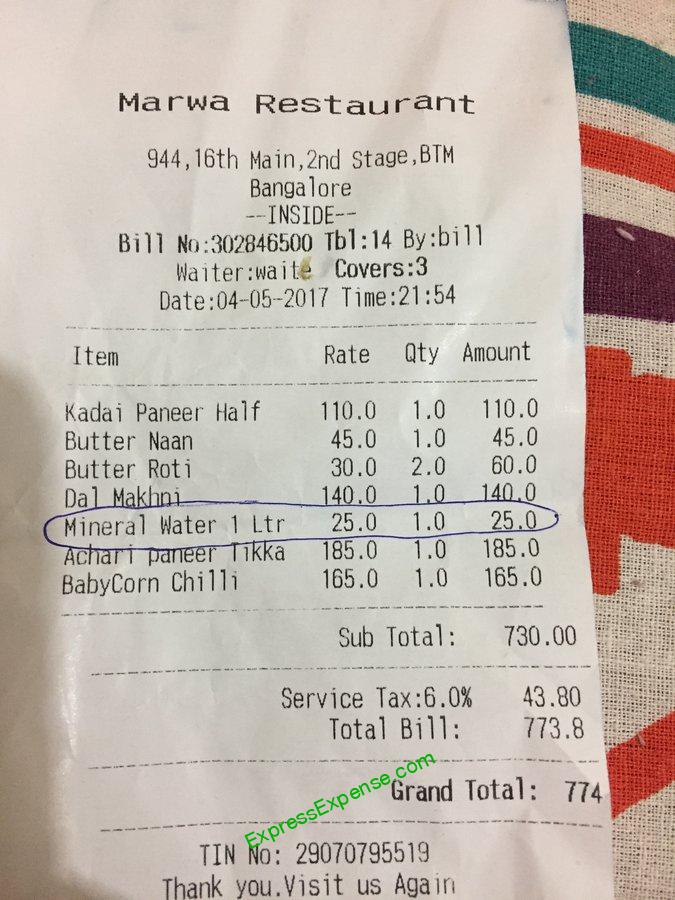 Marwa Restaurant
944,16th Main,2nd Stage,BTM
Bangalore
--INSIDE--
Bill No:302846500 Tbl:14 By:bill
Waiter:waite Covers:3
Date:04-05-2017 Time:21:54
Item Rate Qty Amount
Kadai Paneer Half 110.0 1.0 110.0
Butter Naan 45.0 1.0 45.0
Butter Roti 30.0 2.0 60.0
Dal Makhni 140.0 1.0 140.0
Mineral Water 1 Ltr 25.0 1.0 25.0
Achari paneer Tikka 185.0 1.0 185.0
BabyCorn Chilli 165.0 1.0 165.0
Sub Total: 730.00
Service Tax:6.0% 43.80
Total Bill: 773.8
Grand Total: 774
ExpressExpense.com
TIN No: 29070795519
Thank you.Visit us Again